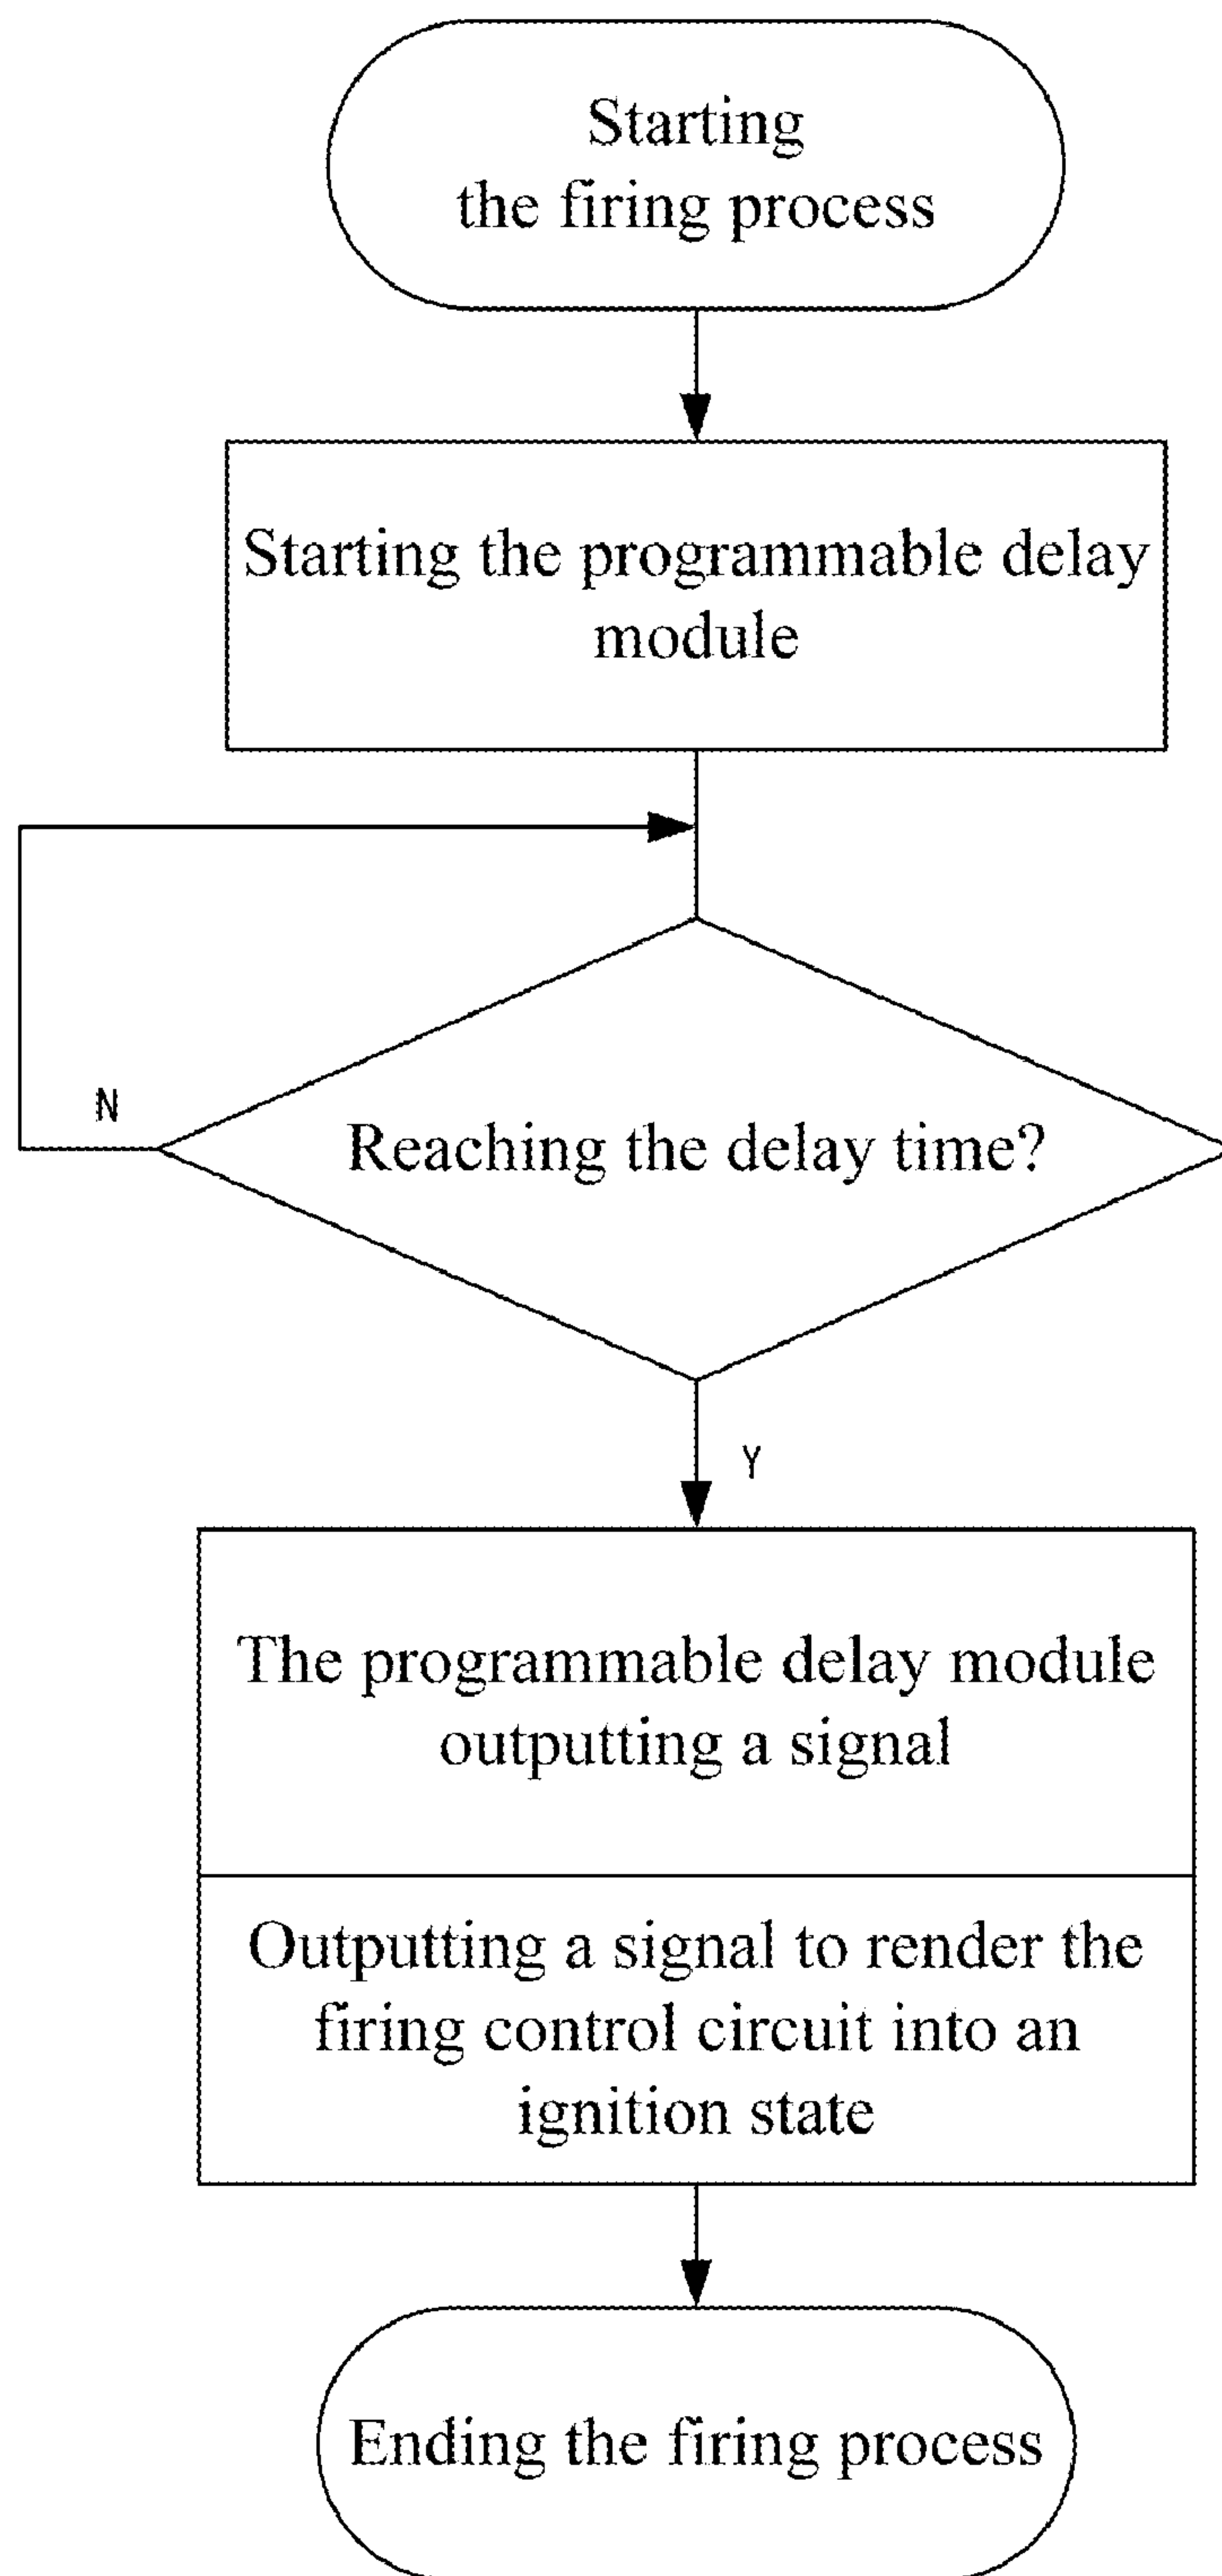 Starting
the firing process
Starting the programmable delay
module
N
Reaching the delay time?
Y
The programmable delay module
outputting a signal
Outputting a signal to render the
firing control circuit into an
ignition state
Ending the firing process